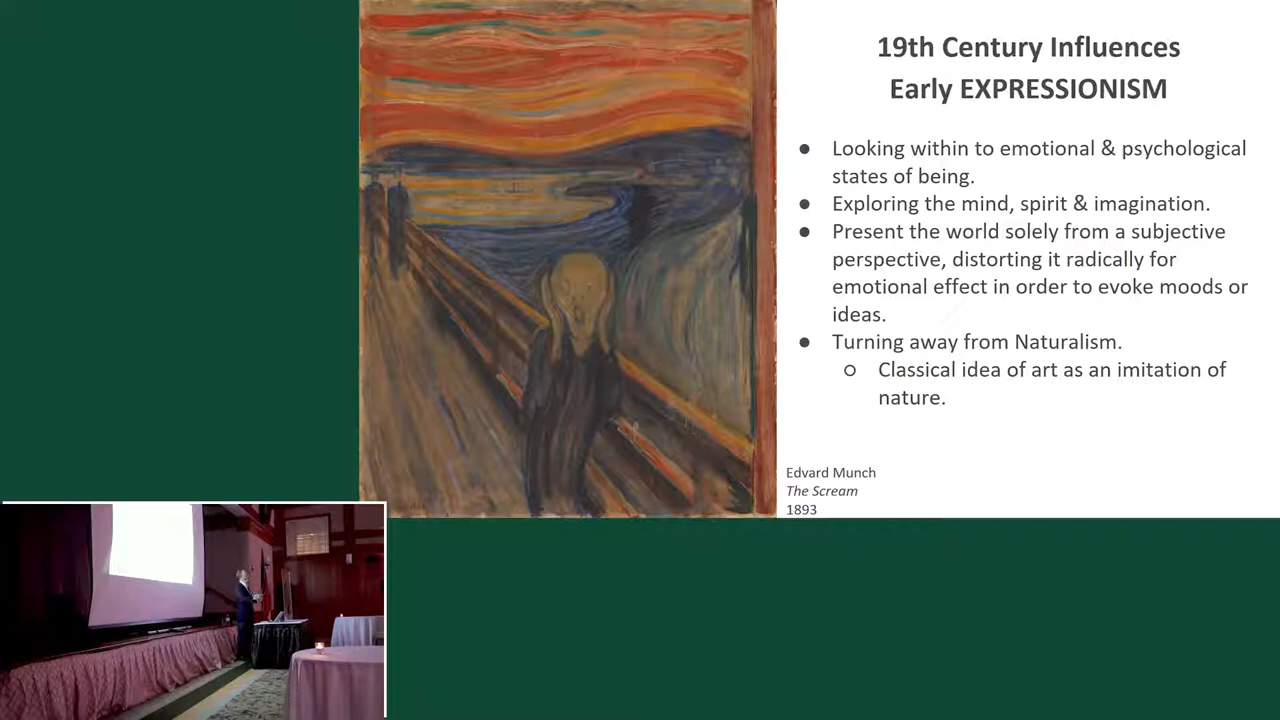 19th Century Influences
Early EXPRESSIONISM
● Looking within to emotional & psychological
states of being.
● Exploring the mind, spirit & imagination.
● Present the world solely from a subjective
perspective, distorting it radically for
emotional effect in order to evoke moods or
ideas.
● Turning away from Naturalism.
○ Classical idea of art as an imitation of
nature.
Edvard Munch
The Scream
1893